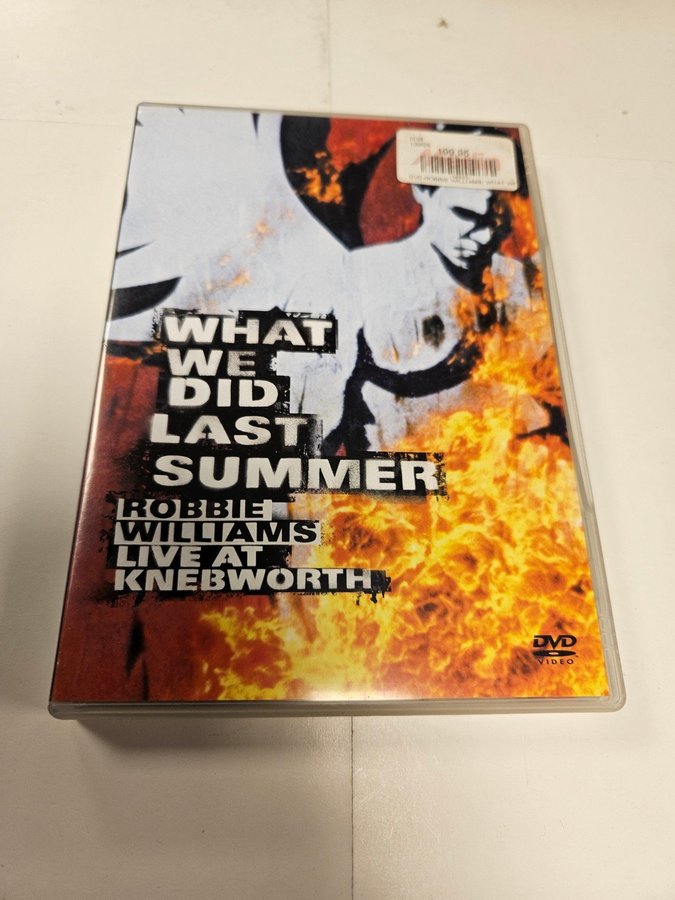 WHAT
WE
DID
LAST
SUMMER
ROBBIE
WILLIAMS
LIVE AT
KNEBWORTH
DVD
VIDEO